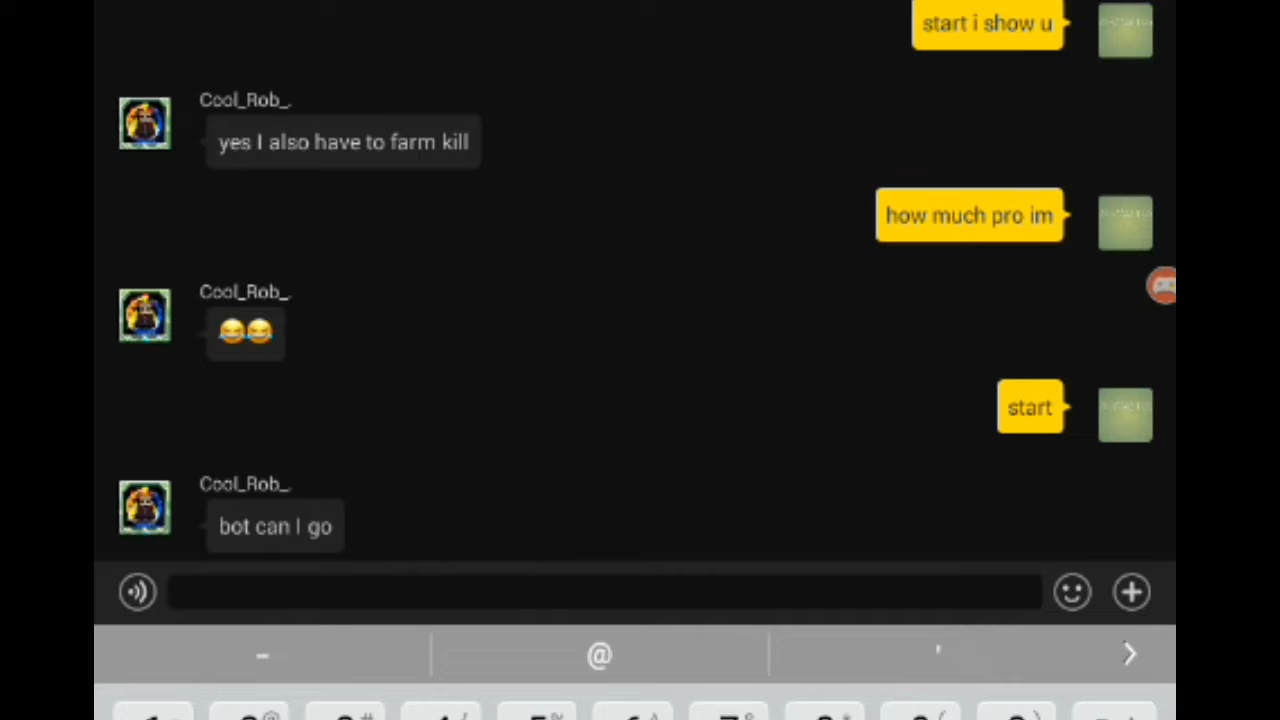 start i show u
Cool_Rob_.
yes I also have to farm kill
how much pro im
Cool_Rob_.
😂😂
start
Cool_Rob_.
bot can I go
- @ '